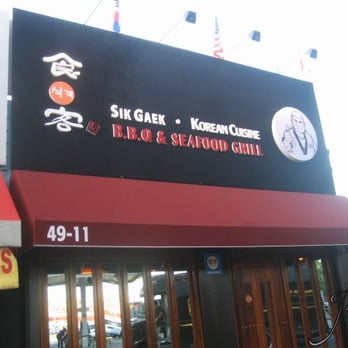 食
식객
客
SIK GAEK • KOREAN CUISINE
B.B.Q & SEAFOOD GRILL
49-11
S